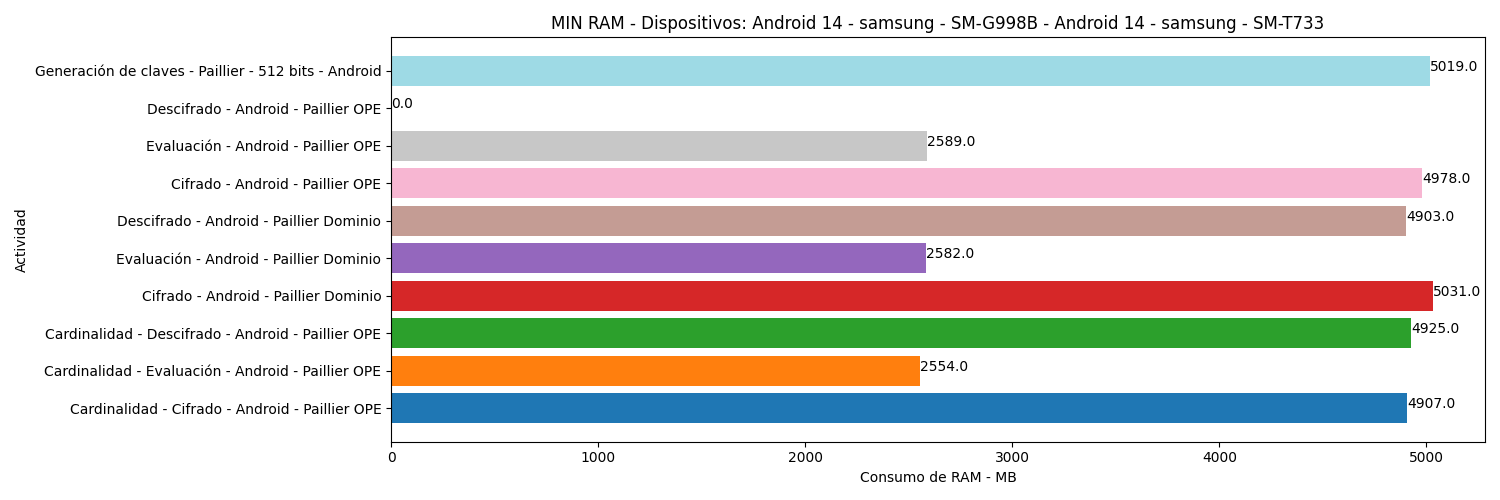 MIN RAM - Dispositivos: Android 14 - samsung - SM-G998B - Android 14 - samsung - SM-T733
Actividad
Generación de claves - Paillier - 512 bits - Android 5019.0
Descifrado - Android - Paillier OPE 0.0
Evaluación - Android - Paillier OPE 2589.0
Cifrado - Android - Paillier OPE 4978.0
Descifrado - Android - Paillier Dominio 4903.0
Evaluación - Android - Paillier Dominio 2582.0
Cifrado - Android - Paillier Dominio 5031.0
Cardinalidad - Descifrado - Android - Paillier OPE 4925.0
Cardinalidad - Evaluación - Android - Paillier OPE 2554.0
Cardinalidad - Cifrado - Android - Paillier OPE 4907.0
0 1000 2000 3000 4000 5000
Consumo de RAM - MB